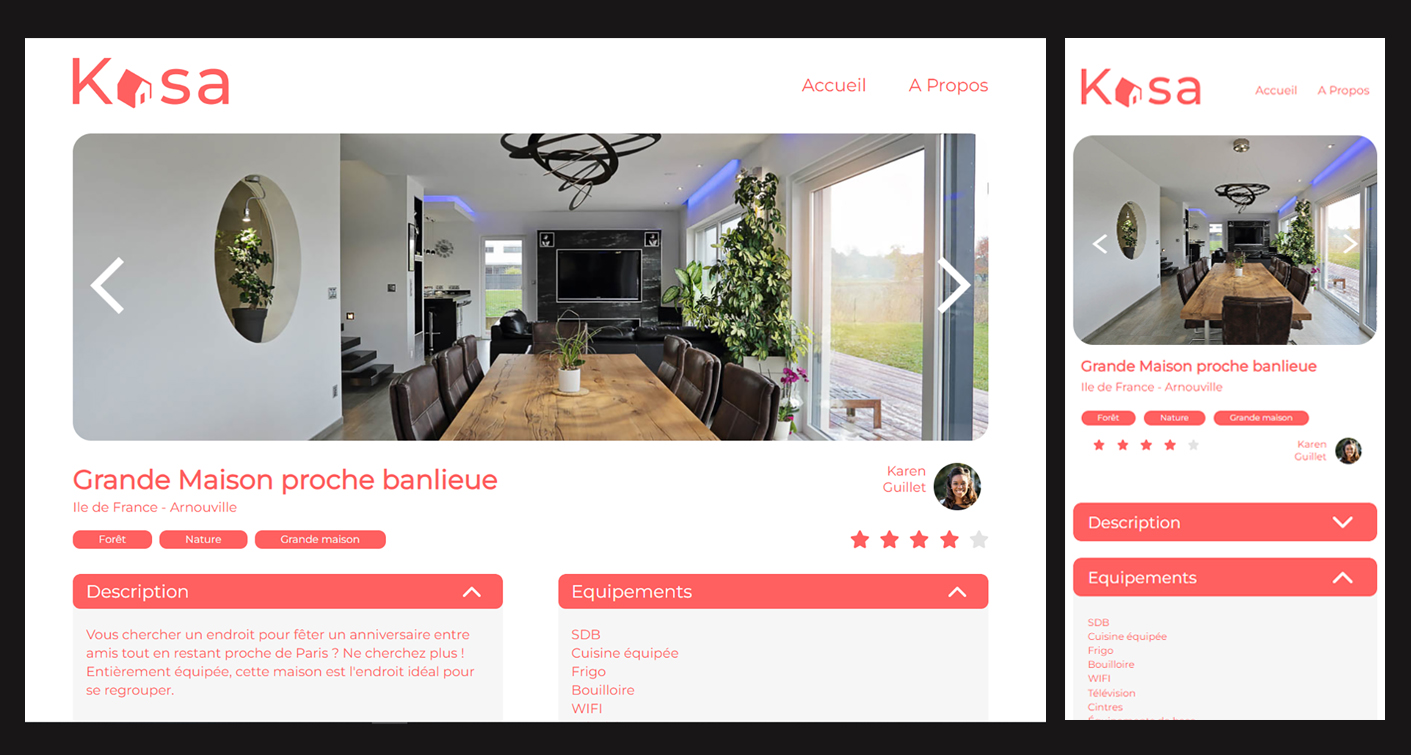 Kasa
Accueil
A Propos
Grande Maison proche banlieue
Ile de France - Arnouville
Forêt
Nature
Grande maison
Karen
Guillet
Description
Vous chercher un endroit pour fêter un anniversaire entre
amis tout en restant proche de Paris ? Ne cherchez plus !
Entièrement équipée, cette maison est l'endroit idéal pour
se regrouper.
Equipements
SDB
Cuisine équipée
Frigo
Bouilloire
WIFI
Kasa
Accueil
A Propos
Grande Maison proche banlieue
Ile de France - Arnouville
Forêt
Nature
Grande maison
Karen
Guillet
Description
Equipements
SDB
Cuisine équipée
Frigo
Bouilloire
WIFI
Télévision
Cintres